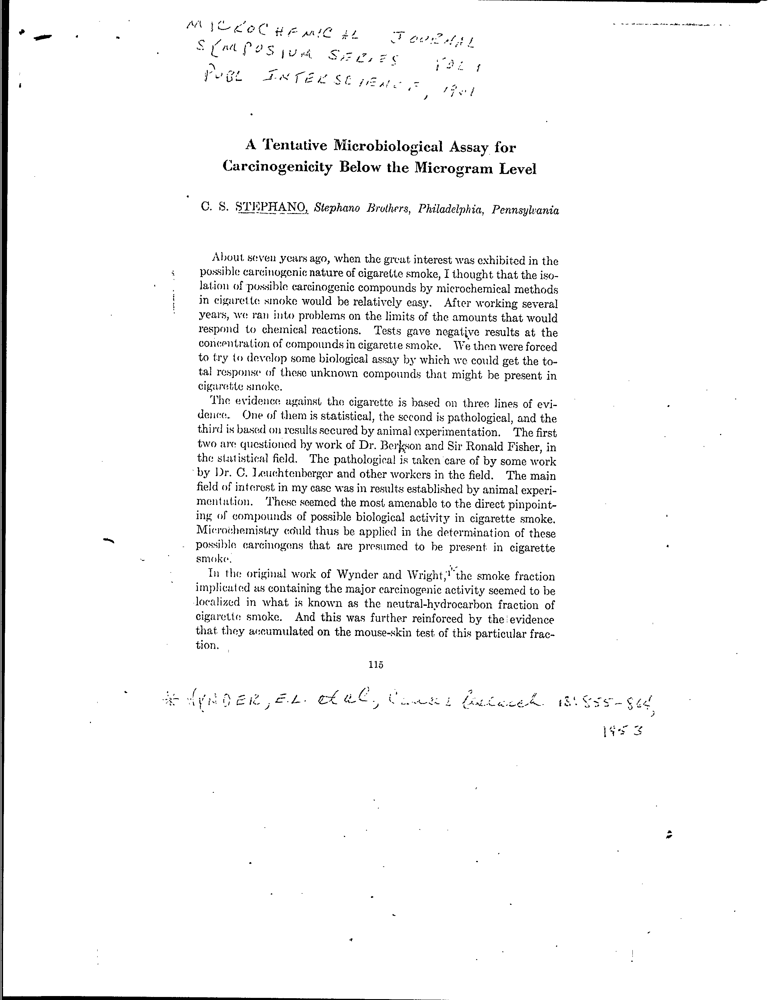 MICROCHEMICAL JOURNAL
SYMPOSIUM SERIES VOL 1
PUBL INTERSCIENCE, 1961
A Tentative Microbiological Assay for
Carcinogenicity Below the Microgram Level
C. S. STEPHANO, Stephano Brothers, Philadelphia, Pennsylvania
About seven years ago, when the great interest was exhibited in the
possible carcinogenic nature of cigarette smoke, I thought that the iso-
lation of possible carcinogenic compounds by microchemical methods
in cigarette smoke would be relatively easy. After working several
years, we ran into problems on the limits of the amounts that would
respond to chemical reactions. Tests gave negative results at the
concentration of compounds in cigarette smoke. We then were forced
to try to develop some biological assay by which we could get the to-
tal response of these unknown compounds that might be present in
cigarette smoke.
The evidence against the cigarette is based on three lines of evi-
dence. One of them is statistical, the second is pathological, and the
third is based on results secured by animal experimentation. The first
two are questioned by work of Dr. Berkson and Sir Ronald Fisher, in
the statistical field. The pathological is taken care of by some work
by Dr. C. Leuchtenberger and other workers in the field. The main
field of interest in my case was in results established by animal experi-
mentation. These seemed the most amenable to the direct pinpoint-
ing of compounds of possible biological activity in cigarette smoke.
Microchemistry could thus be applied in the determination of these
possible carcinogens that are presumed to be present in cigarette
smoke.
In the original work of Wynder and Wright,* the smoke fraction
implicated as containing the major carcinogenic activity seemed to be
localized in what is known as the neutral-hydrocarbon fraction of
cigarette smoke. And this was further reinforced by the evidence
that they accumulated on the mouse-skin test of this particular frac-
tion.
115
* WYNDER, E.L. et al., Cancer Research 13: 855-864,
1953